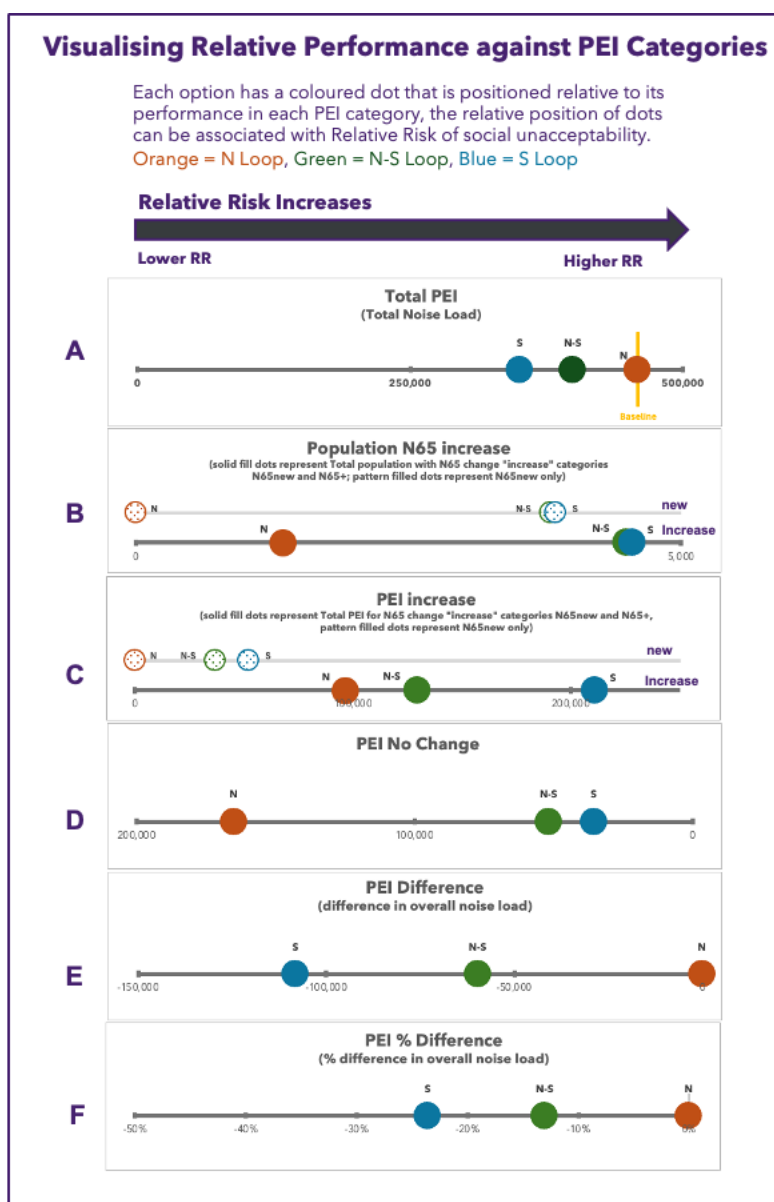 Visualising Relative Performance against PEI Categories
Each option has a coloured dot that is positioned relative to its
performance in each PEI category, the relative position of dots
can be associated with Relative Risk of social unacceptability.
Orange = N Loop, Green = N-S Loop, Blue = S Loop
Relative Risk Increases
Lower RR
Higher RR
A
Total PEI
(Total Noise Load)
S
N-S
N
0
250,000
500,000
Baseline
B
Population N65 increase
(solid fill dots represent Total population with N65 change "increase" categories
N65new and N65+; pattern filled dots represent N65new only)
N
N-S
S
new
N
N-S
S
Increase
0
5,000
C
PEI increase
(solid fill dots represent Total PEI for N65 change "increase" categories N65new and N65+,
pattern filled dots represent N65new only)
N
N-S
S
new
N
N-S
S
Increase
0
100,000
200,000
D
PEI No Change
N
N-S
S
200,000
100,000
0
E
PEI Difference
(difference in overall noise load)
S
N-S
N
-150,000
-100,000
-50,000
0
F
PEI % Difference
(% difference in overall noise load)
S
N-S
N
-50%
-40%
-30%
-20%
-10%
0%